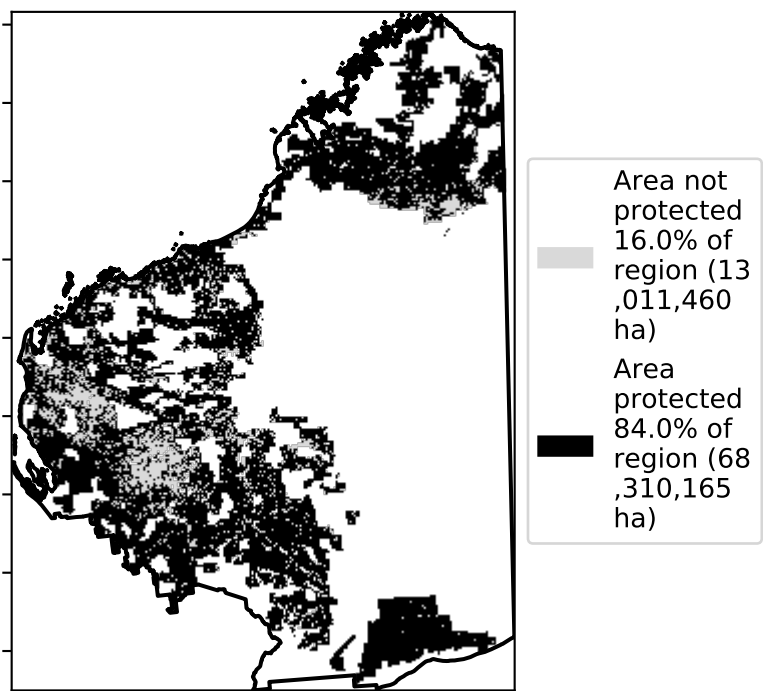 Area not
protected
16.0% of
region (13
,011,460
ha)
Area
protected
84.0% of
region (68
,310,165
ha)